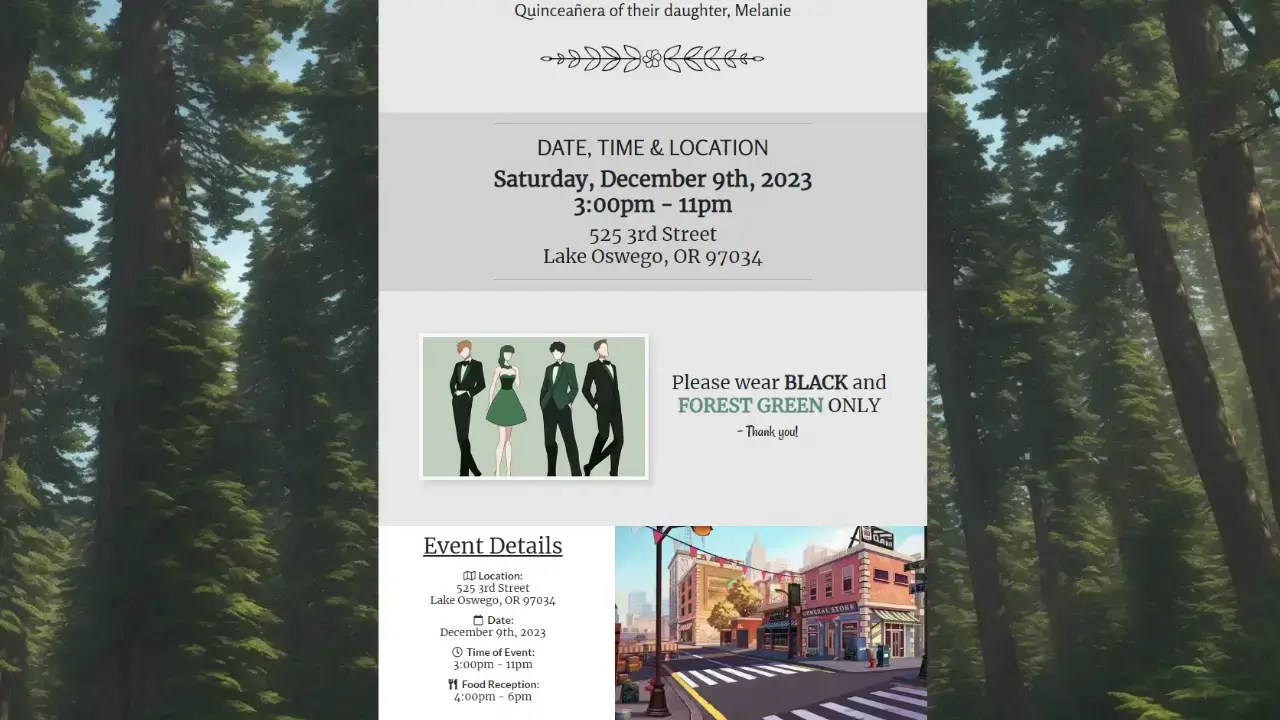 Quinceañera of their daughter, Melanie
DATE, TIME & LOCATION
Saturday, December 9th, 2023
3:00pm - 11pm
525 3rd Street
Lake Oswego, OR 97034
Please wear BLACK and
FOREST GREEN ONLY
- Thank you!
Event Details
Location:
525 3rd Street
Lake Oswego, OR 97034
Date:
December 9th, 2023
Time of Event:
3:00pm - 11pm
Food Reception:
4:00pm - 6pm
GENERAL STORE